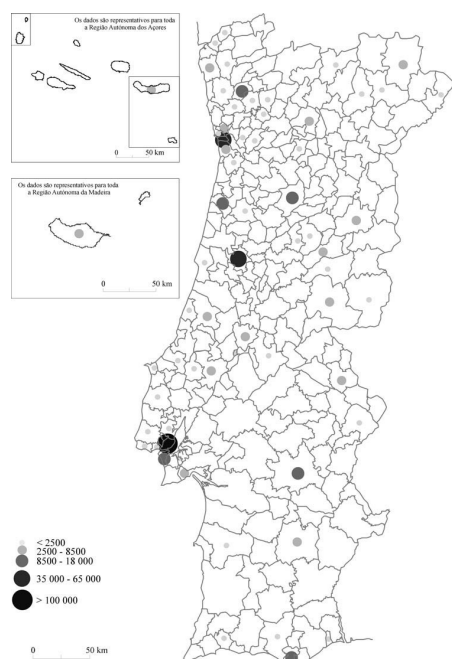 Os dados são representativos para toda
a Região Autónoma dos Açores
0 50 km
Os dados são representativos para toda
a Região Autónoma da Madeira
0 50 km
< 2500
2500 - 8500
8500 - 18 000
35 000 - 65 000
> 100 000
0 50 km